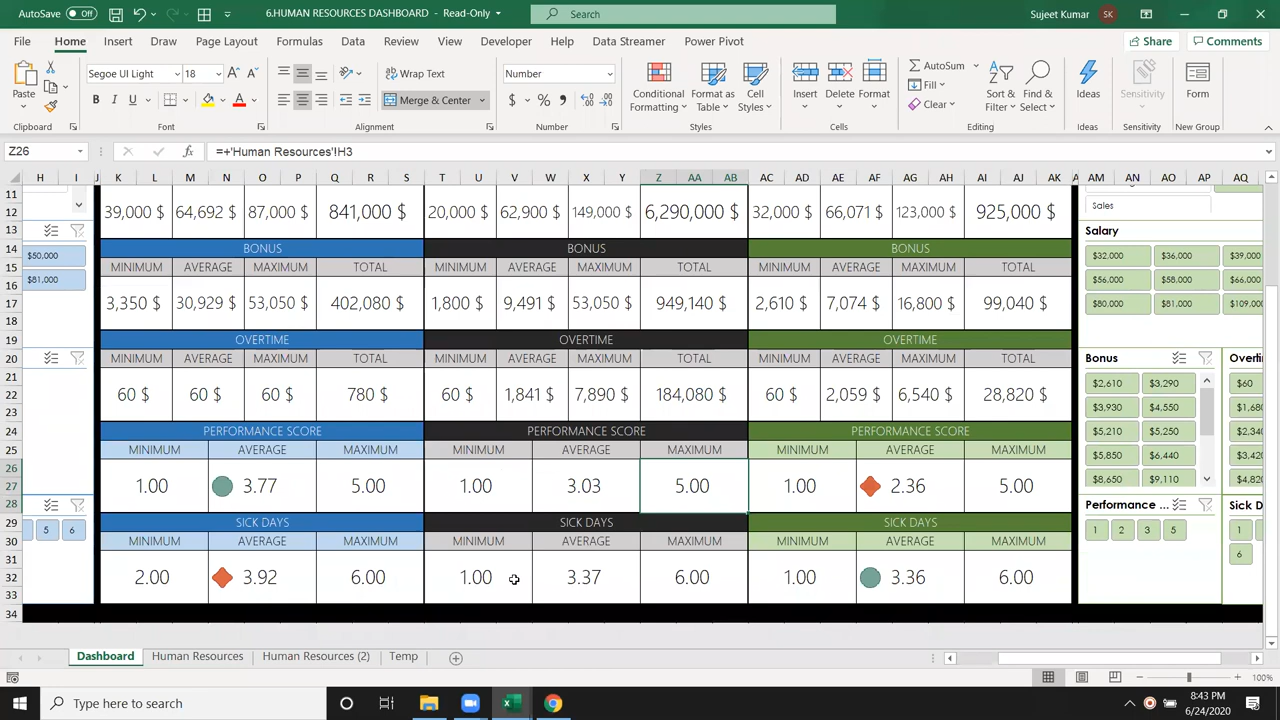 AutoSave Off 6.HUMAN RESOURCES DASHBOARD - Read-Only Search Sujeet Kumar SK
File Home Insert Draw Page Layout Formulas Data Review View Developer Help Data Streamer Power Pivot Share Comments
Segoe UI Light 18 Wrap Text Number AutoSum
Paste B I U Merge & Center $ % Conditional Formatting Format as Table Cell Styles Insert Delete Format Fill Clear Sort & Filter Find & Select Ideas Sensitivity Form
Clipboard Font Alignment Number Styles Cells Editing Ideas Sensitivity New Group
Z26 fx =+'Human Resources'!H3
H I J K L M N O P Q R S T U V W X Y Z AA AB AC AD AE AF AG AH AI AJ AK A AM AN AO AP AQ
11
12 39,000 $ 64,692 $ 87,000 $ 841,000 $ 20,000 $ 62,900 $ 149,000 $ 6,290,000 $ 32,000 $ 66,071 $ 123,000 $ 925,000 $ Sales
13 Salary
14 BONUS BONUS BONUS
$50,000 $32,000 $36,000 $39,000
15 MINIMUM AVERAGE MAXIMUM TOTAL MINIMUM AVERAGE MAXIMUM TOTAL MINIMUM AVERAGE MAXIMUM TOTAL
16 $81,000 $56,000 $58,000 $66,000
17 3,350 $ 30,929 $ 53,050 $ 402,080 $ 1,800 $ 9,491 $ 53,050 $ 949,140 $ 2,610 $ 7,074 $ 16,800 $ 99,040 $ $80,000 $81,000 $109,000
18
19 OVERTIME OVERTIME OVERTIME
20 MINIMUM AVERAGE MAXIMUM TOTAL MINIMUM AVERAGE MAXIMUM TOTAL MINIMUM AVERAGE MAXIMUM TOTAL Bonus Overti
21 $2,610 $3,290 $60
22 60 $ 60 $ 60 $ 780 $ 60 $ 1,841 $ 7,890 $ 184,080 $ 60 $ 2,059 $ 6,540 $ 28,820 $ $3,930 $4,550 $1,68
23
24 PERFORMANCE SCORE PERFORMANCE SCORE PERFORMANCE SCORE $5,210 $5,250 $2,34
25 MINIMUM AVERAGE MAXIMUM MINIMUM AVERAGE MAXIMUM MINIMUM AVERAGE MAXIMUM $5,850 $6,440 $3,42
26 $8,650 $9,110 $4,82
27 1.00 3.77 5.00 1.00 3.03 5.00 1.00 2.36 5.00
28 Performance ... Sick D
29 SICK DAYS SICK DAYS SICK DAYS
5 6 1 2 3 5 1
30 MINIMUM AVERAGE MAXIMUM MINIMUM AVERAGE MAXIMUM MINIMUM AVERAGE MAXIMUM
31 6
32 2.00 3.92 6.00 1.00 3.37 6.00 1.00 3.36 6.00
33
34
Dashboard Human Resources Human Resources (2) Temp
100%
Type here to search 8:43 PM
6/24/2020